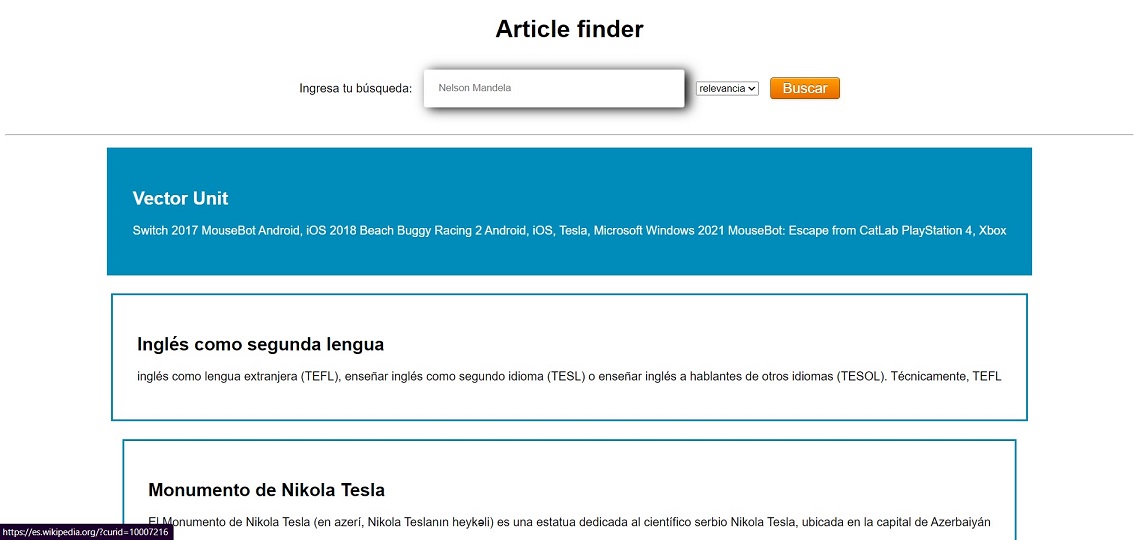 Article finder
Ingresa tu búsqueda: Nelson Mandela relevancia Buscar
Vector Unit
Switch 2017 MouseBot Android, iOS 2018 Beach Buggy Racing 2 Android, iOS, Tesla, Microsoft Windows 2021 MouseBot: Escape from CatLab PlayStation 4, Xbox
Inglés como segunda lengua
inglés como lengua extranjera (TEFL), enseñar inglés como segundo idioma (TESL) o enseñar inglés a hablantes de otros idiomas (TESOL). Técnicamente, TEFL
Monumento de Nikola Tesla
El Monumento de Nikola Tesla (en azerí, Nikola Teslanın heykəli) es una estatua dedicada al científico serbio Nikola Tesla, ubicada en la capital de Azerbaiyán
https://es.wikipedia.org/?curid=10007216